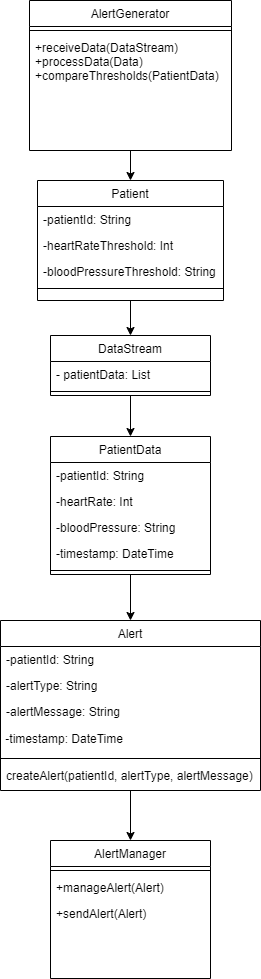 AlertGenerator
+receiveData(DataStream)
+processData(Data)
+compareThresholds(PatientData)
Patient
-patientId: String
-heartRateThreshold: Int
-bloodPressureThreshold: String
DataStream
- patientData: List
PatientData
-patientId: String
-heartRate: Int
-bloodPressure: String
-timestamp: DateTime
Alert
-patientId: String
-alertType: String
-alertMessage: String
-timestamp: DateTime
createAlert(patientId, alertType, alertMessage)
AlertManager
+manageAlert(Alert)
+sendAlert(Alert)